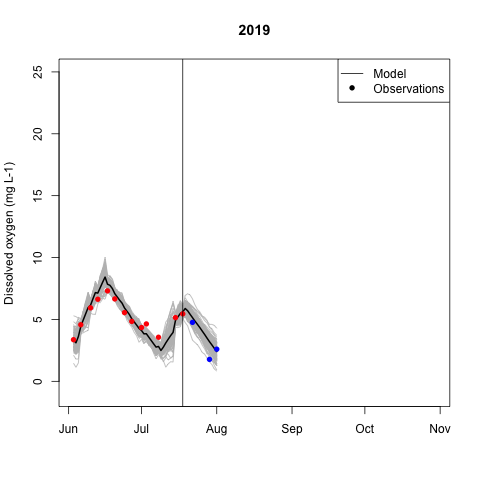 2019
Model
Observations
Dissolved oxygen (mg L-1)
25
20
15
10
5
0
Jun Jul Aug Sep Oct Nov